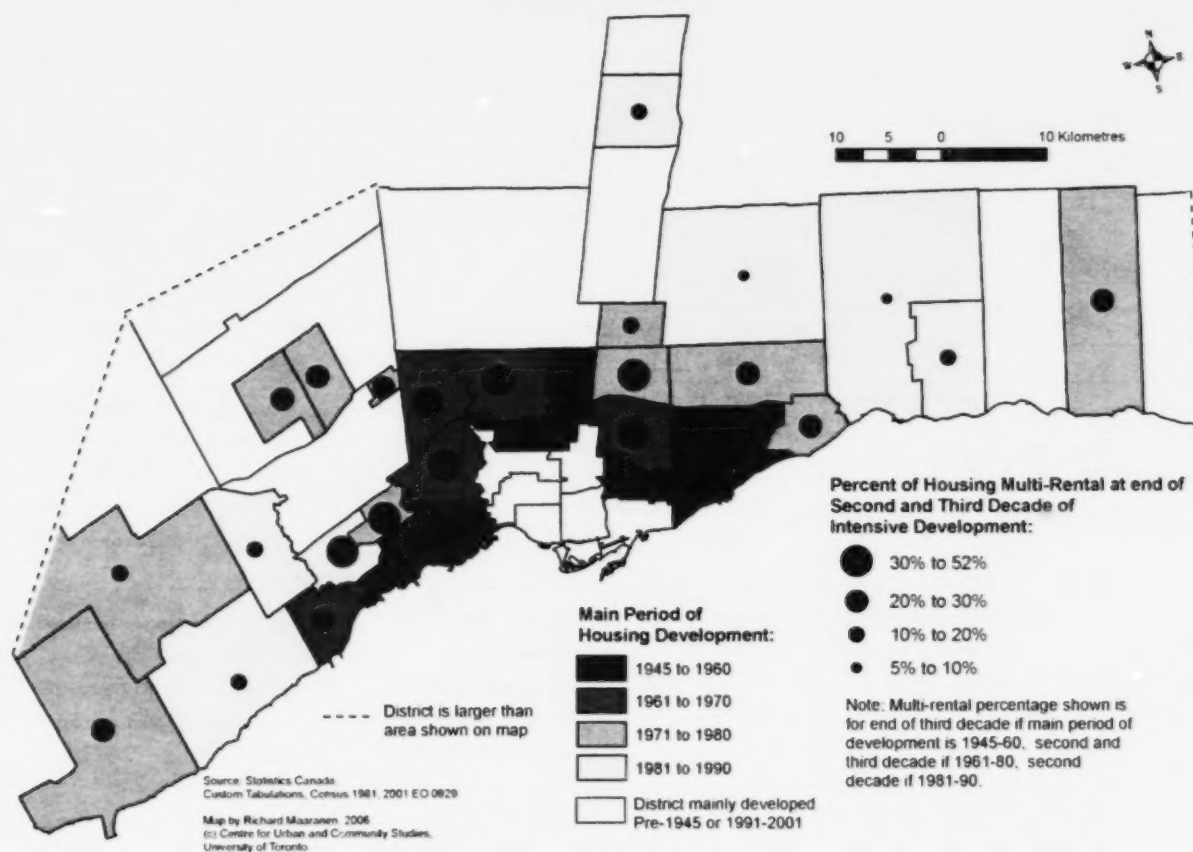 N
W E
S
10 5 0 10 Kilometres
Percent of Housing Multi-Rental at end of
Second and Third Decade of
Intensive Development:
30% to 52%
20% to 30%
10% to 20%
5% to 10%
Note: Multi-rental percentage shown is
for end of third decade if main period of
development is 1945-60, second and
third decade if 1961-80, second
decade if 1981-90.
Main Period of
Housing Development:
1945 to 1960
1961 to 1970
1971 to 1980
1981 to 1990
District mainly developed
Pre-1945 or 1991-2001
District is larger than
area shown on map
Source: Statistics Canada.
Custom Tabulations, Census 1981, 2001 EO 0829
Map by Richard Maaranen, 2006
(c) Centre for Urban and Community Studies,
University of Toronto